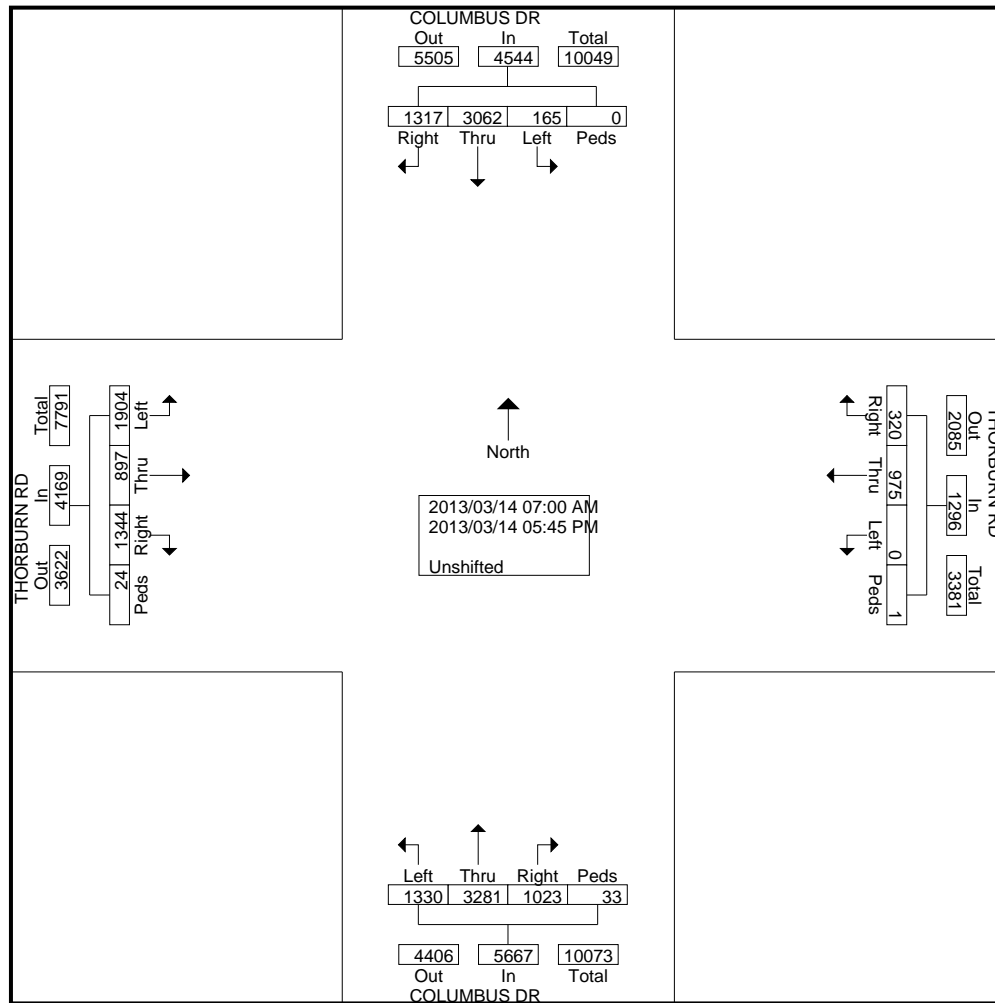 COLUMBUS DR
Out In Total
5505 4544 10049
1317 3062 165 0
Right Thru Left Peds
THORBURN RD
Total In Out
7791 4169 3622
1904 897 1344 24
Left Thru Right Peds
North
2013/03/14 07:00 AM
2013/03/14 05:45 PM
Unshifted
Right Thru Left Peds
320 975 0 1
Out In Total
2085 1296 3381
THORBURN RD
Left Thru Right Peds
1330 3281 1023 33
4406 5667 10073
Out In Total
COLUMBUS DR